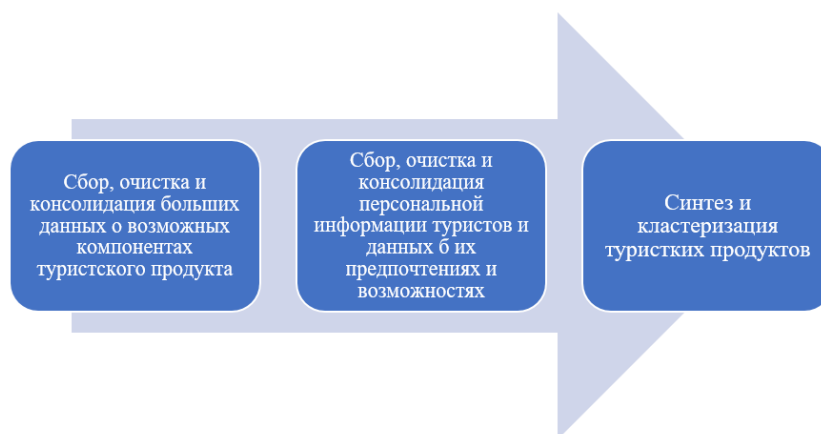 Сбор, очистка и
консолидация больших
данных о возможных
компонентах
туристского продукта
Сбор, очистка и
консолидация
персональной
информации туристов и
данных б их
предпочтениях и
возможностях
Синтез и
кластеризация
туристких продуктов